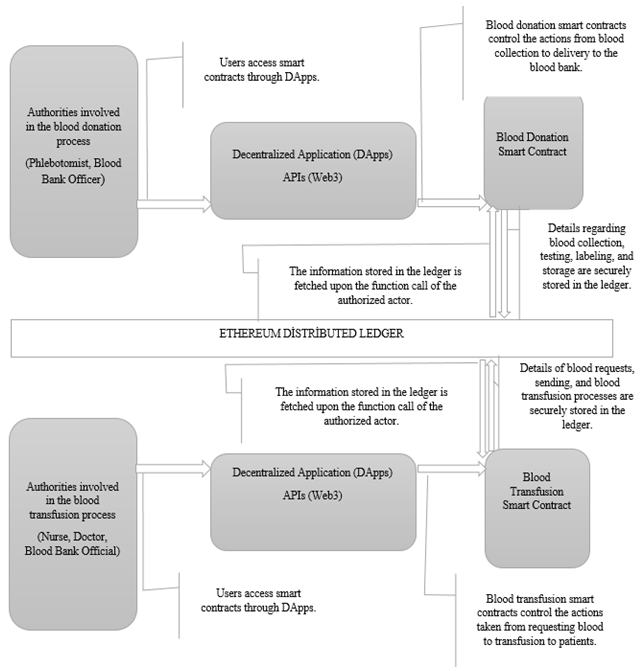 Users access smart
contracts through DApps.
Blood donation smart contracts
control the actions from blood
collection to delivery to the
blood bank.
Authorities involved
in the blood donation
process
(Phlebotomist, Blood
Bank Officer)
Decentralized Application (DApps)
APIs (Web3)
Blood Donation
Smart Contract
The information stored in the ledger is
fetched upon the function call of the
authorized actor.
Details regarding
blood collection,
testing, labeling, and
storage are securely
stored in the ledger.
ETHEREUM DİSTRİBUTED LEDGER
The information stored in the ledger is
fetched upon the function call of the
authorized actor.
Details of blood requests,
sending, and blood
transfusion processes are
securely stored in the
ledger.
Authorities involved
in the blood
transfusion process
(Nurse, Doctor,
Blood Bank Official)
Decentralized Application (DApps)
APIs (Web3)
Blood
Transfusion
Smart Contract
Users access smart
contracts through DApps.
Blood transfusion smart
contracts control the actions
taken from requesting blood
to transfusion to patients.